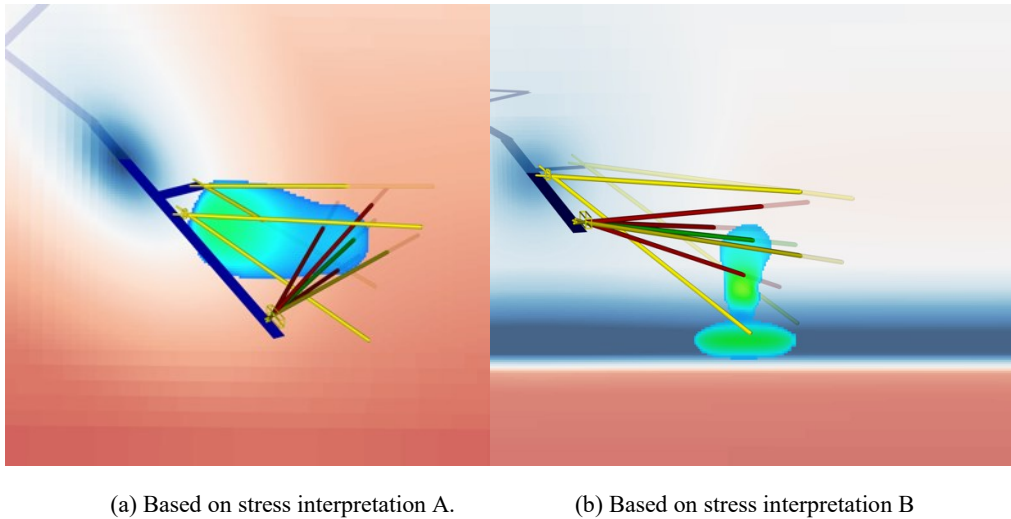 (a) Based on stress interpretation A.
(b) Based on stress interpretation B